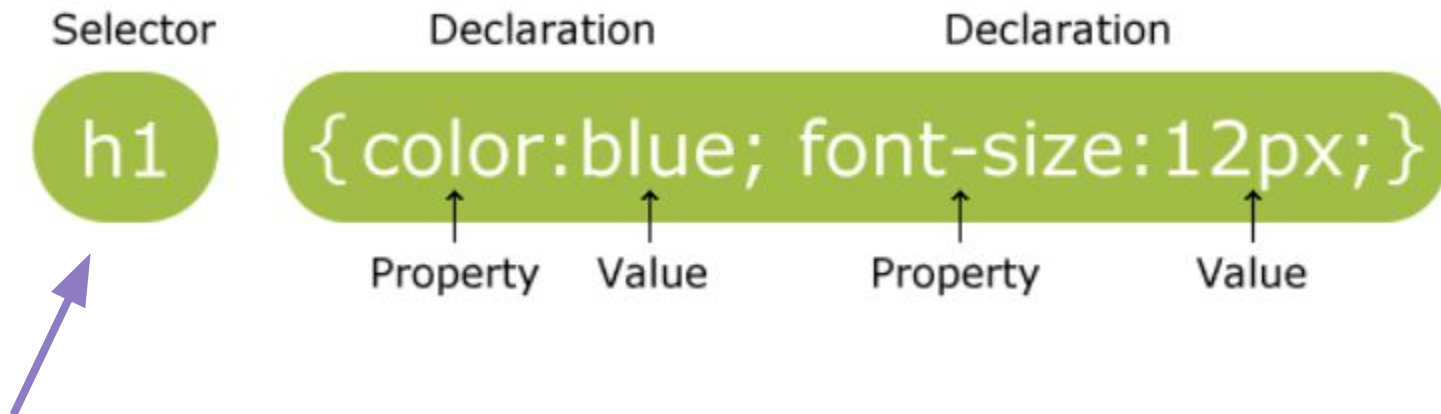 Selector Declaration Declaration
h1 {color:blue; font-size:12px;}
Property Value Property Value